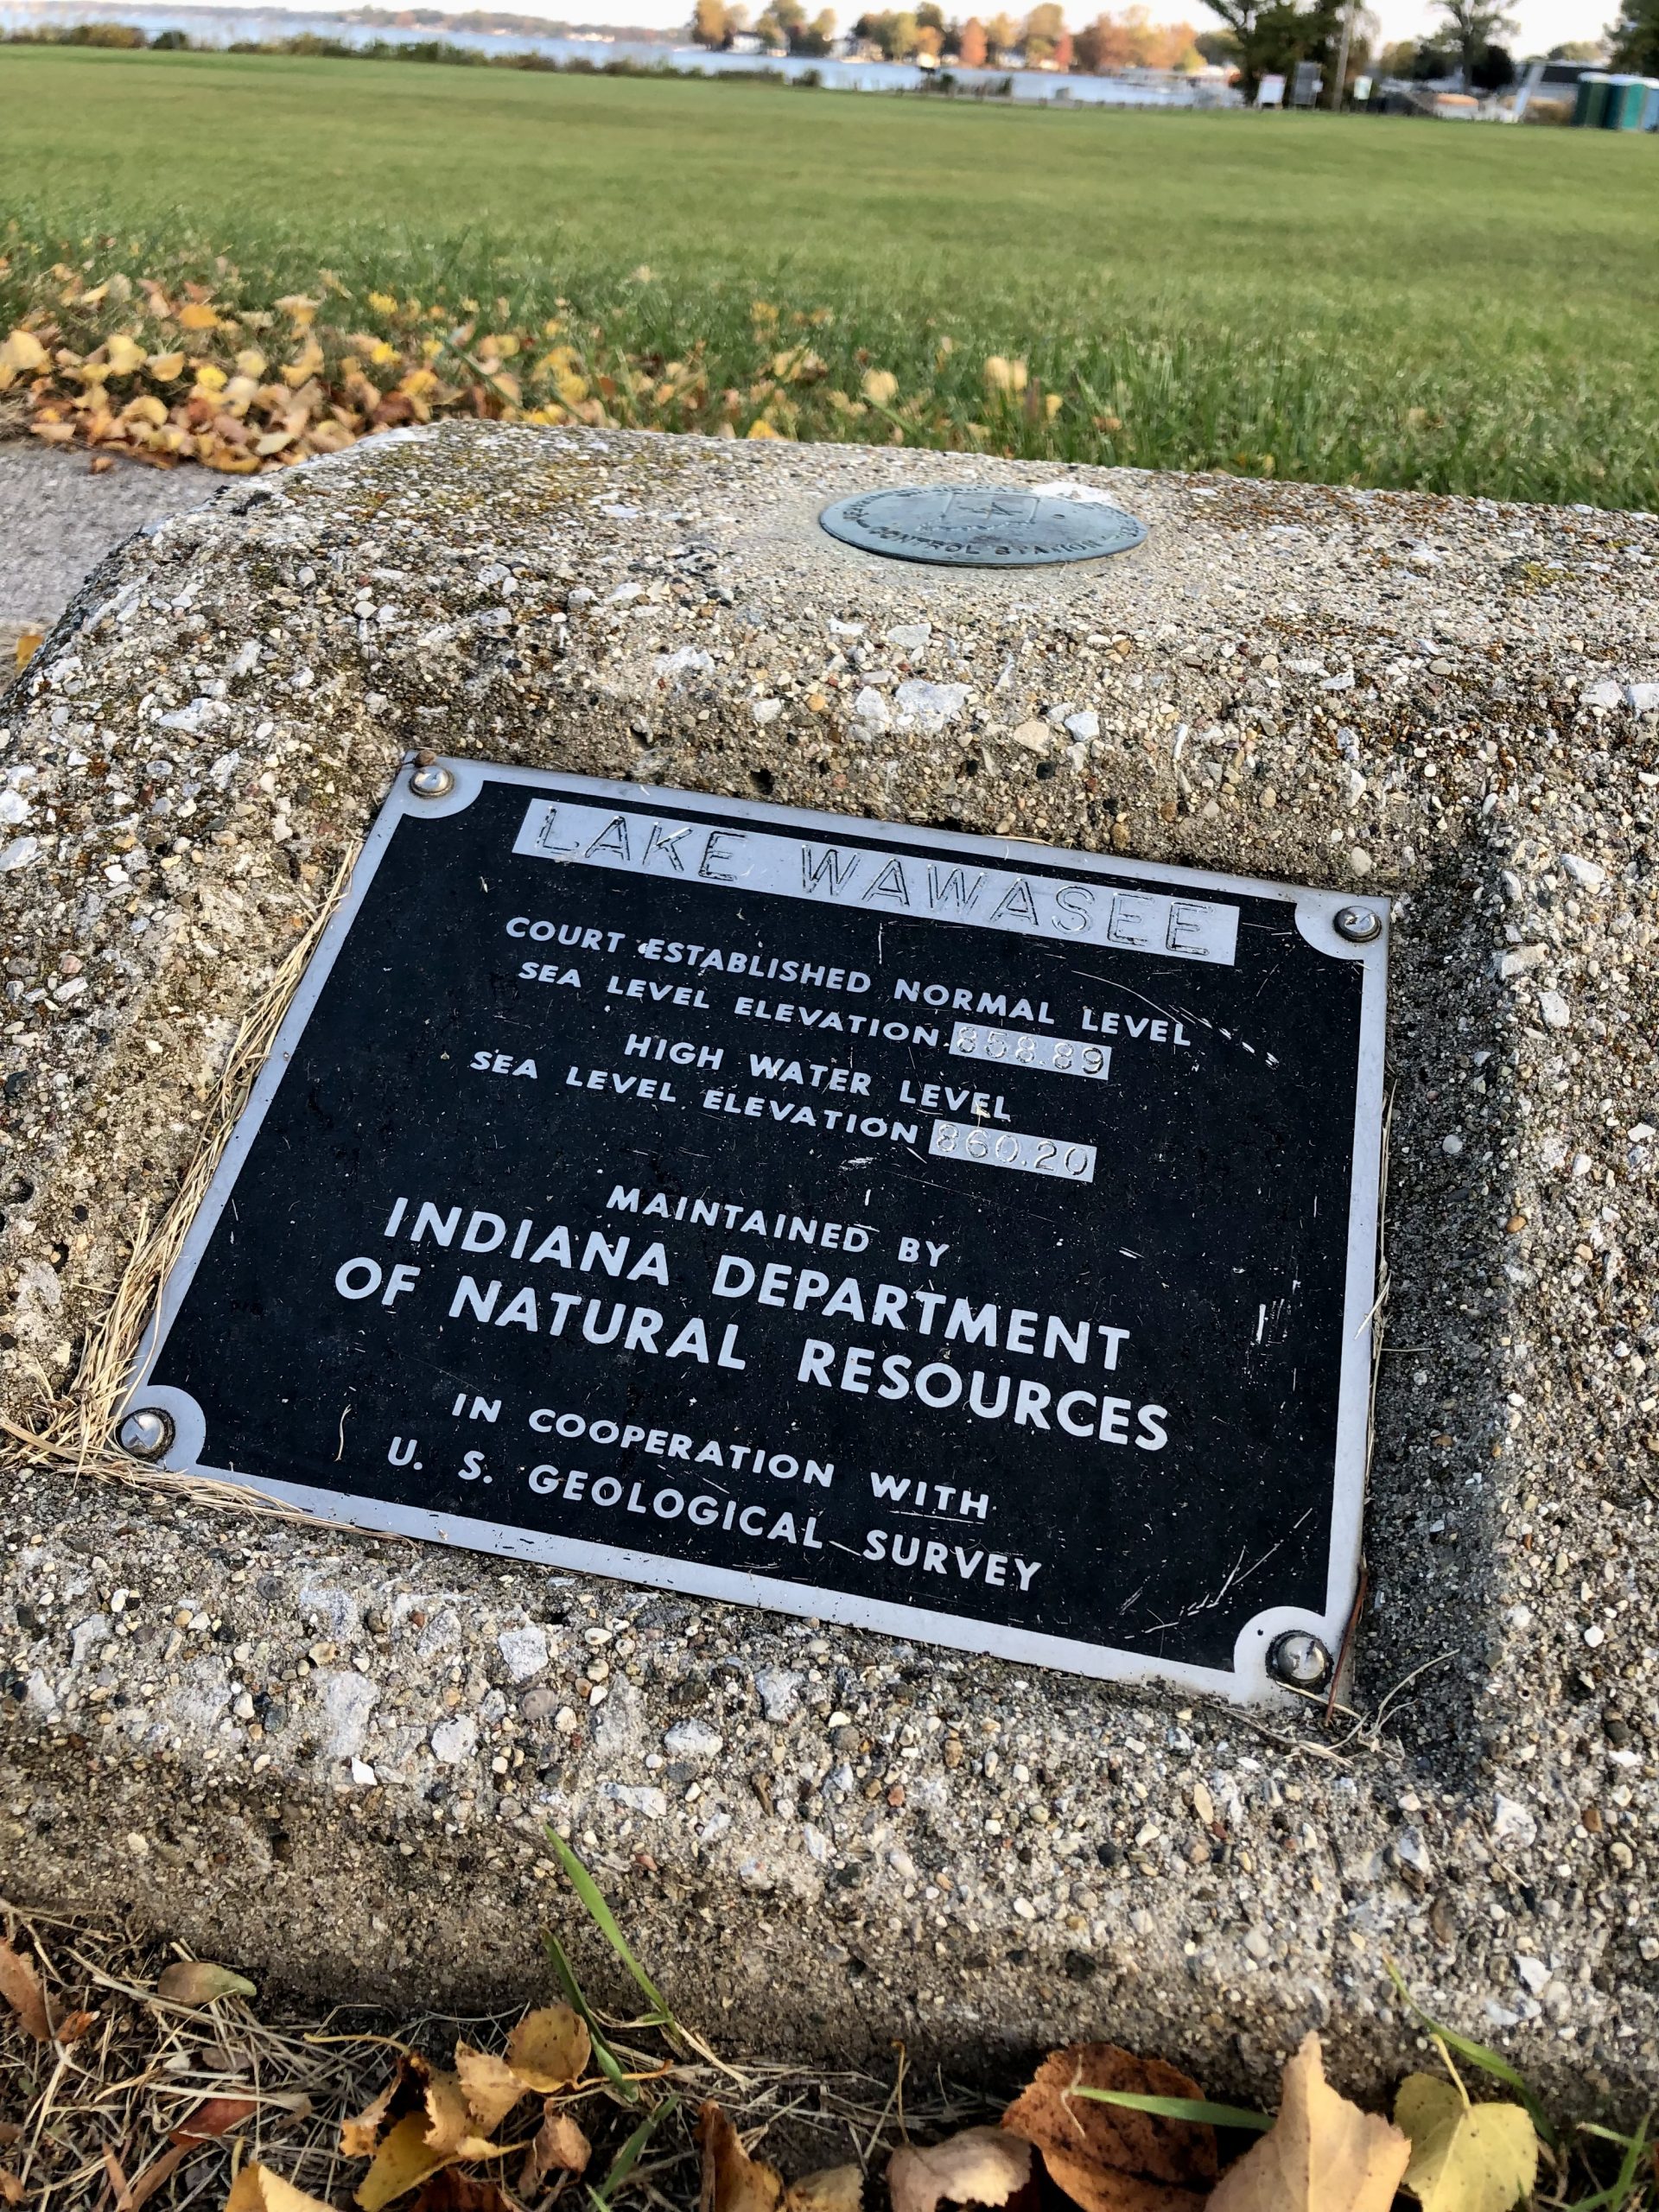 CONTROL STATION
LAKE WAWASEE
COURT ESTABLISHED NORMAL LEVEL
SEA LEVEL ELEVATION 858.89
HIGH WATER LEVEL
SEA LEVEL ELEVATION 860.20
MAINTAINED BY
INDIANA DEPARTMENT
OF NATURAL RESOURCES
IN COOPERATION WITH
U. S. GEOLOGICAL SURVEY